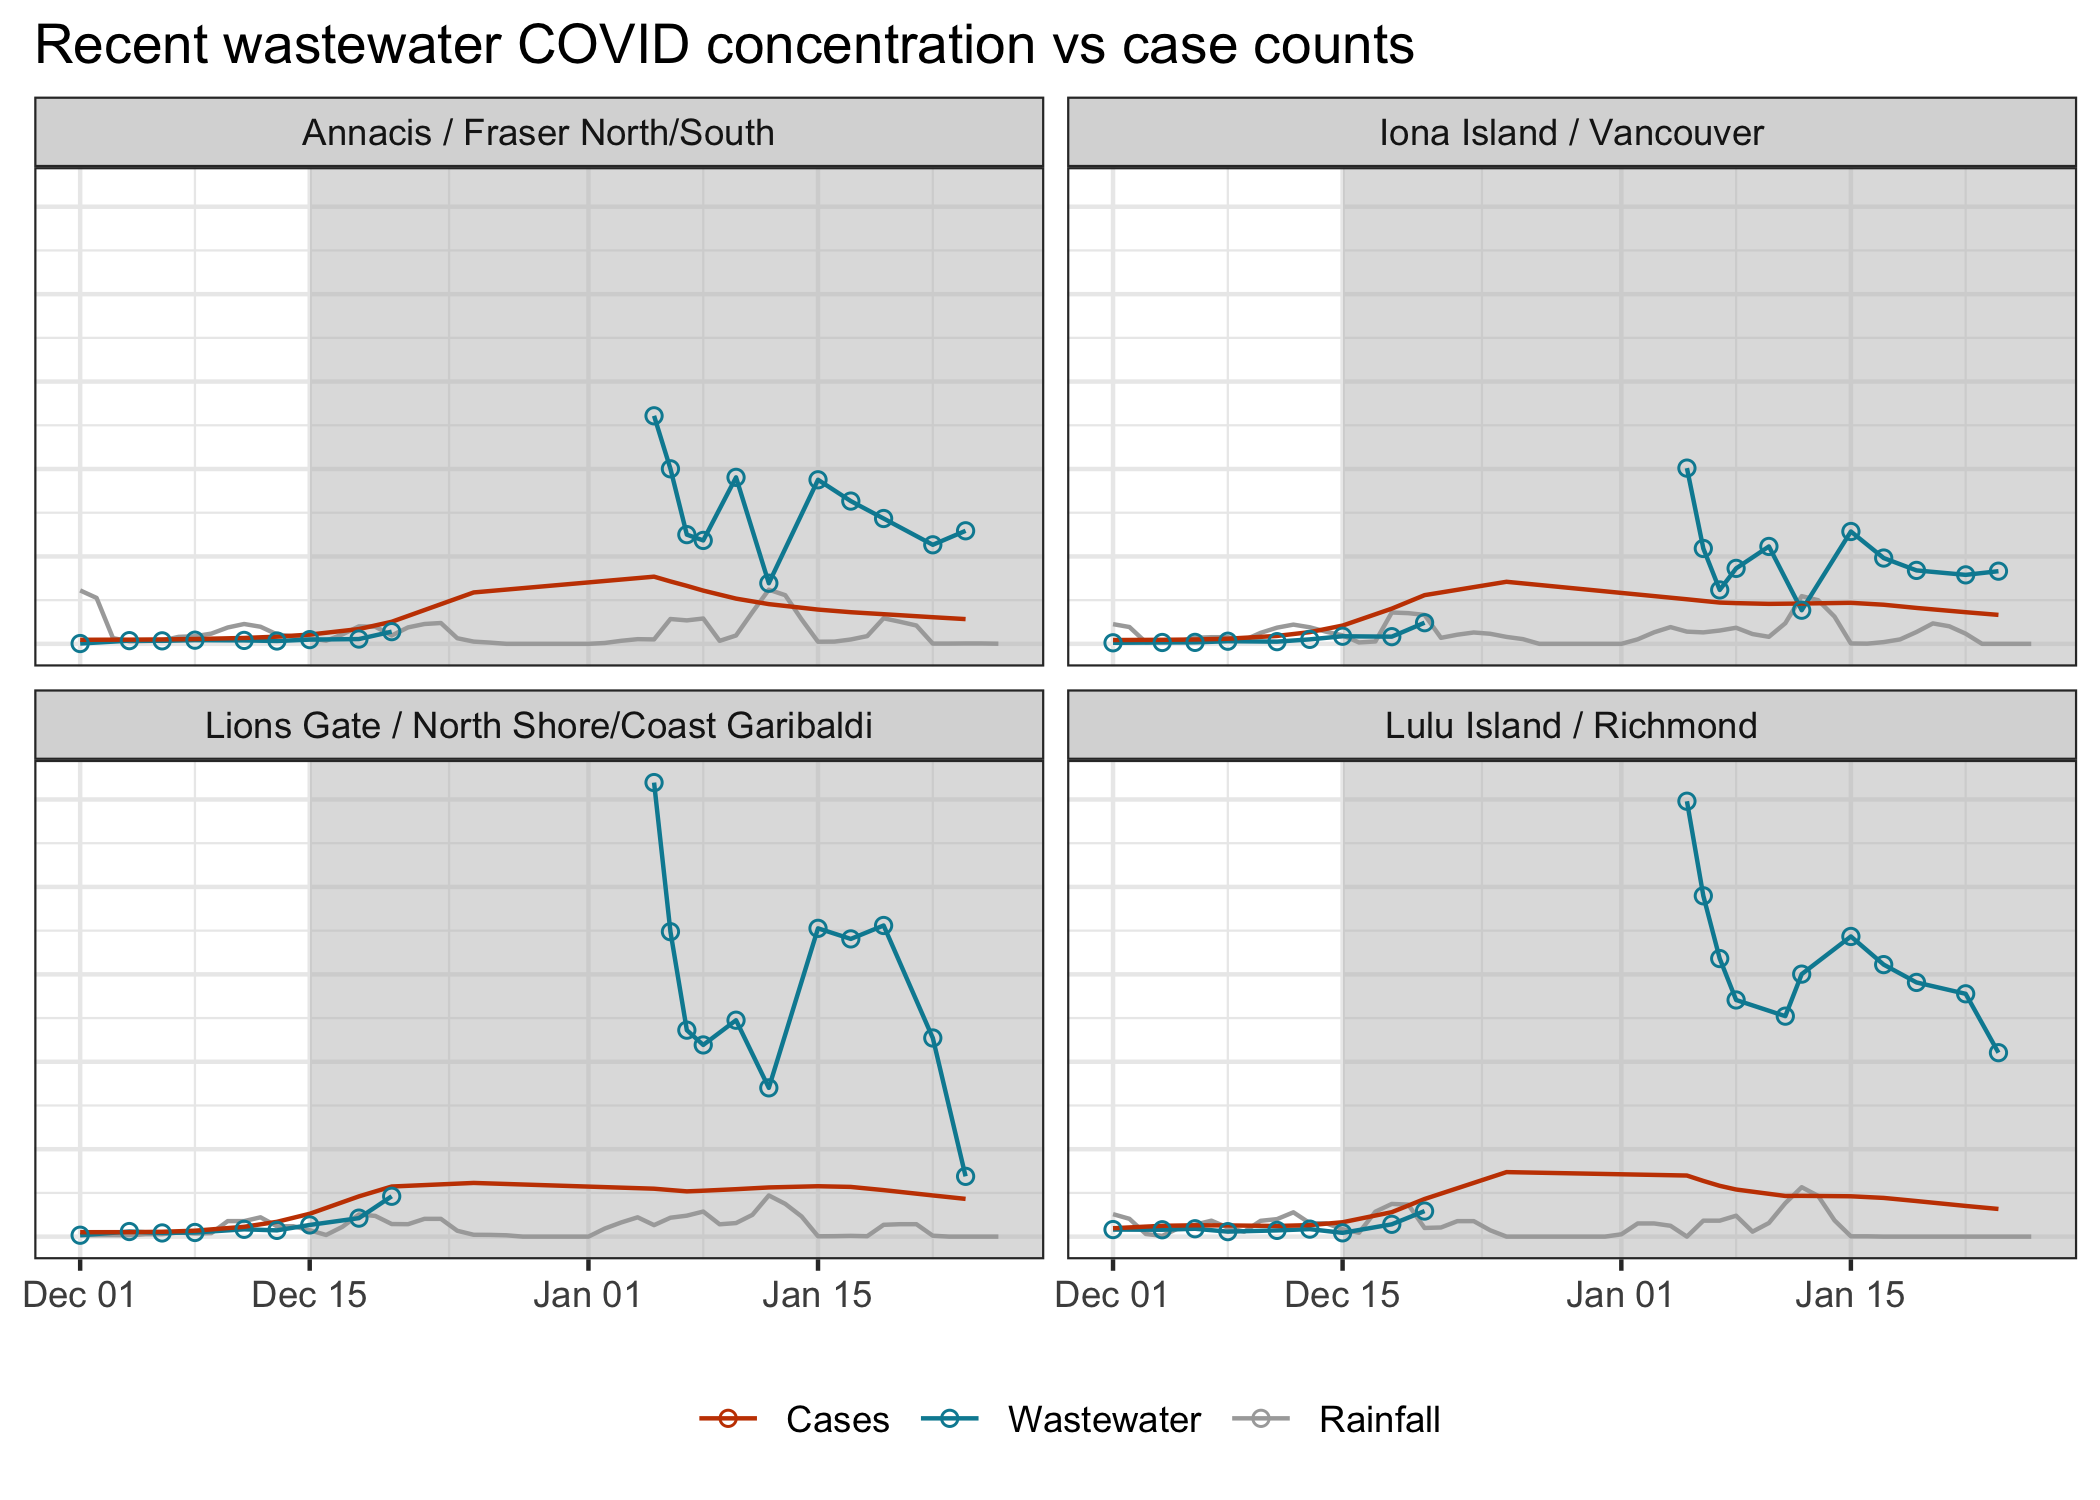 Recent wastewater COVID concentration vs case counts
Annacis / Fraser North/South
Iona Island / Vancouver
Lions Gate / North Shore/Coast Garibaldi
Lulu Island / Richmond
Dec 01 Dec 15 Jan 01 Jan 15 Dec 01 Dec 15 Jan 01 Jan 15
Cases Wastewater Rainfall